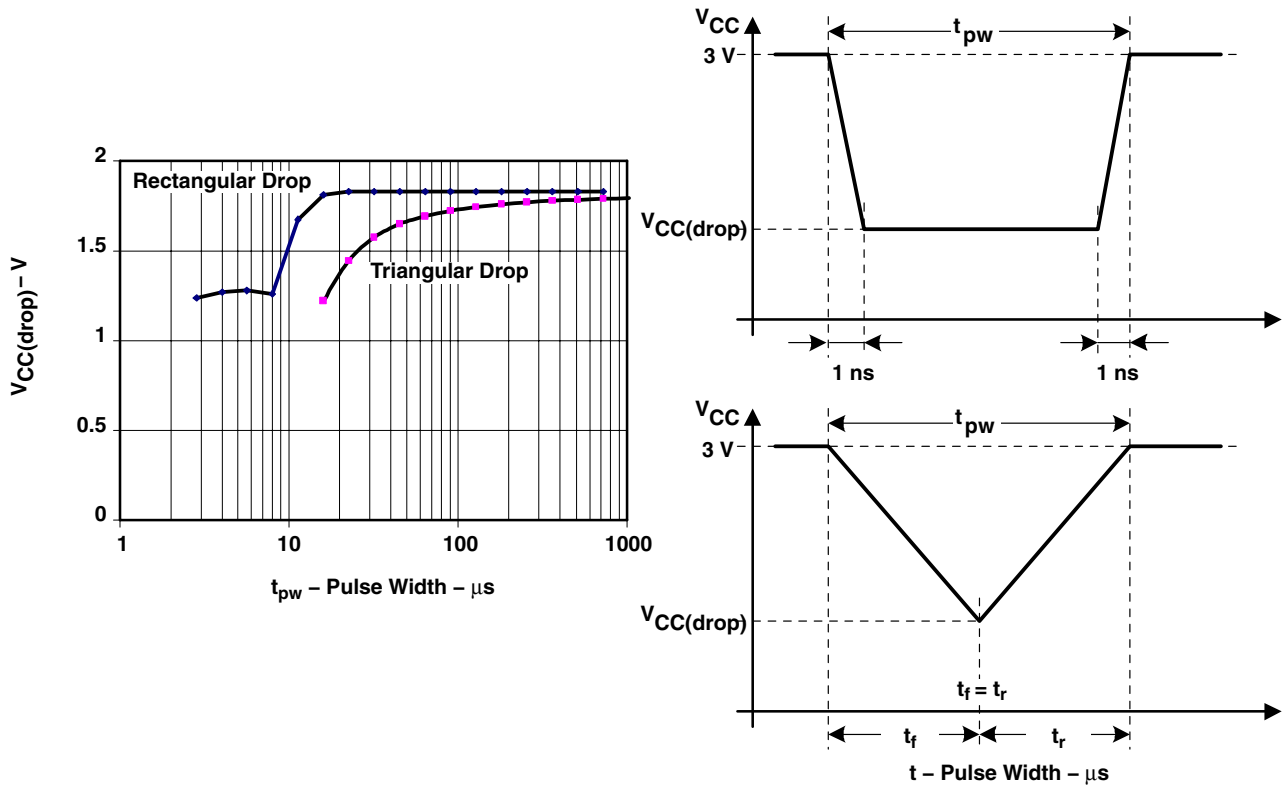 2
Rectangular Drop
1.5
Triangular Drop
1
0.5
0
1
10
100
1000
VCC(drop) – V
tpw – Pulse Width – μs
VCC
tpw
3 V
VCC(drop)
1 ns
1 ns
VCC
tpw
3 V
VCC(drop)
tf = tr
tf
tr
t – Pulse Width – μs